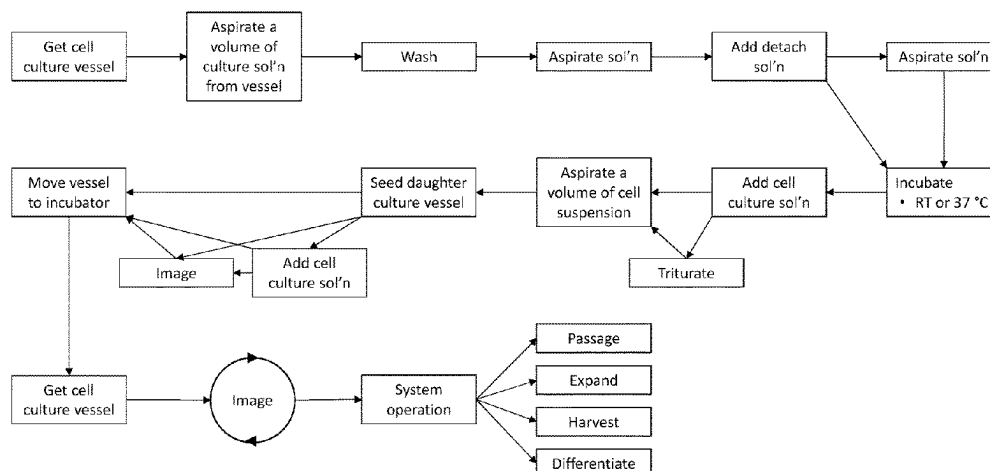 Get cell
culture vessel
Aspirate a
volume of
culture sol'n
from vessel
Wash
Aspirate sol'n
Add detach
sol'n
Aspirate sol'n
Move vessel
to incubator
Seed daughter
culture vessel
Aspirate a
volume of cell
suspension
Add cell
culture sol'n
Incubate
• RT or 37 °C
Image
Add cell
culture sol'n
Triturate
Get cell
culture vessel
Image
System
operation
Passage
Expand
Harvest
Differentiate